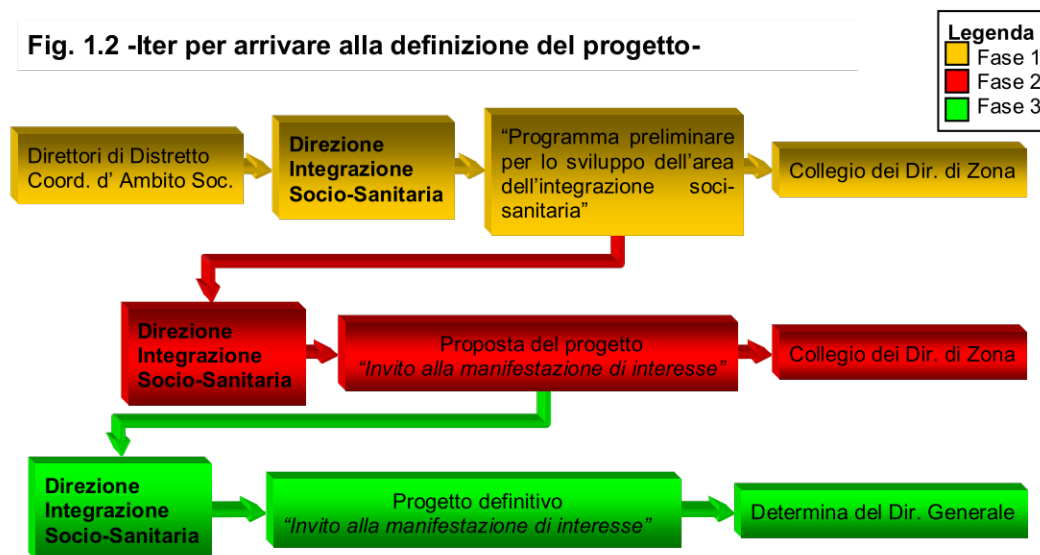 Fig. 1.2 -Iter per arrivare alla definizione del progetto-
Legenda
Fase 1
Fase 2
Fase 3
Direttori di Distretto
Coord. d’ Ambito Soc.
Direzione
Integrazione
Socio-Sanitaria
“Programma preliminare
per lo sviluppo dell’area
dell’integrazione soci-
sanitaria”
Collegio dei Dir. di Zona
Direzione
Integrazione
Socio-Sanitaria
Proposta del progetto
“Invito alla manifestazione di interesse”
Collegio dei Dir. di Zona
Direzione
Integrazione
Socio-Sanitaria
Progetto definitivo
“Invito alla manifestazione di interesse”
Determina del Dir. Generale